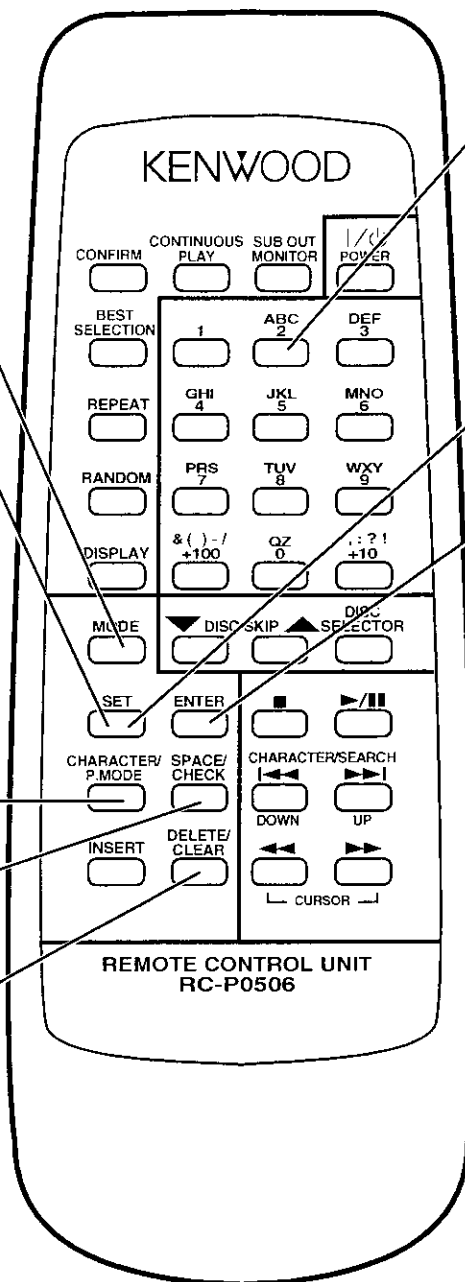 KENWOOD
CONFIRM CONTINUOUS PLAY SUB OUT MONITOR I/⏻ POWER
BEST SELECTION 1 ABC 2 DEF 3
REPEAT GHI 4 JKL 5 MNO 6
RANDOM PRS 7 TUV 8 WXY 9
DISPLAY & ( ) - / +100 QZ 0 , : ? ! +10
MODE ▼ DISC SKIP ▲ DISC SELECTOR
SET ENTER ■ ►/❚❚
CHARACTER/ P.MODE SPACE/ CHECK CHARACTER/SEARCH
I◄◄ ►►I
DOWN UP
INSERT DELETE/ CLEAR ◄◄ ►►
CURSOR
REMOTE CONTROL UNIT
RC-P0506